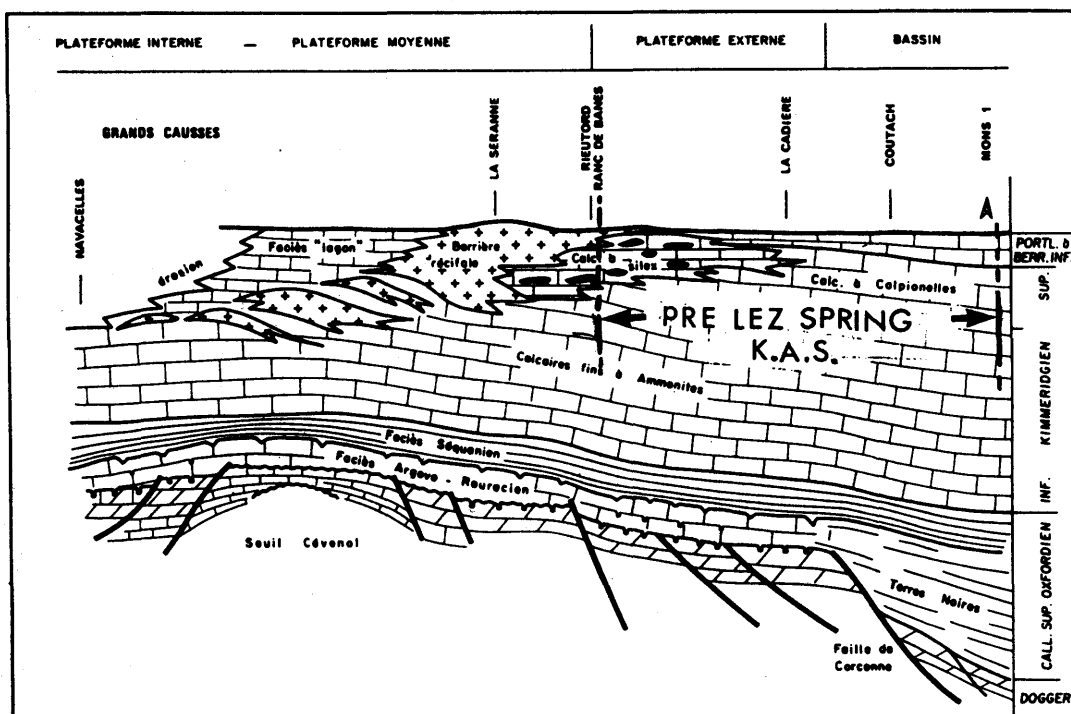 PLATEFORME INTERNE — PLATEFORME MOYENNE
PLATEFORME EXTERNE
BASSIN
GRANDS CAUSSES
NAVACELLES
LA SERANNE
RIEUTORD
RANC DE BANES
LA CADIERE
COUTACH
MONS 1
érosion
Faciès "lagon"
Barrière
récifale
Calc. à
silex
Calc. à Calpionelles
PRE LEZ SPRING
K.A.S.
Calcaires fins à Ammonites
Faciès Séquanien
Faciès Argovo - Rauracien
Seuil Cévenol
Terres Noires
Faille de
Corconne
PORTL. à
BERR. INF.
SUP.
KIMMERIDGIEN
INF.
CALL. SUP. OXFORDIEN
DOGGER